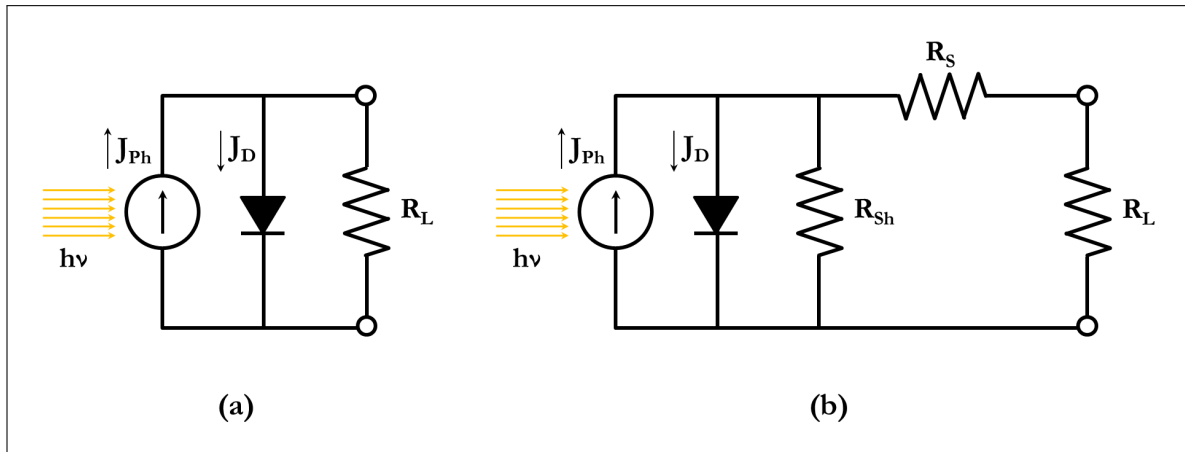 J_Ph
J_D
R_L
hν
(a)
R_S
J_Ph
J_D
R_Sh
R_L
hν
(b)